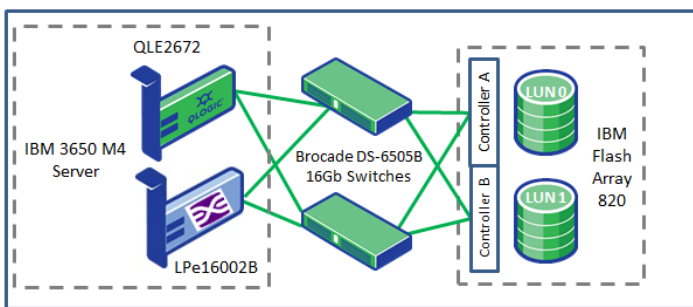 QLE2672
QLOGIC
IBM 3650 M4
Server
LPe16002B
Brocade DS-6505B
16Gb Switches
Controller A
Controller B
LUN 0
LUN 1
IBM
Flash
Array
820